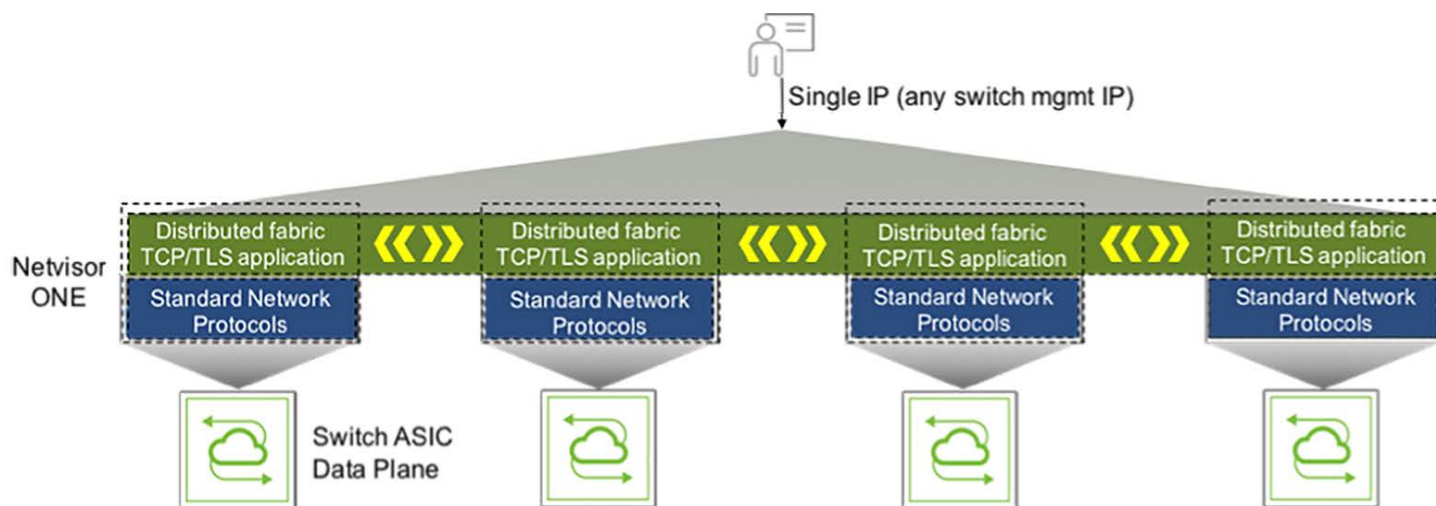 Single IP (any switch mgmt IP)
Netvisor
ONE
Distributed fabric
TCP/TLS application
Standard Network
Protocols
Distributed fabric
TCP/TLS application
Standard Network
Protocols
Distributed fabric
TCP/TLS application
Standard Network
Protocols
Distributed fabric
TCP/TLS application
Standard Network
Protocols
Switch ASIC
Data Plane